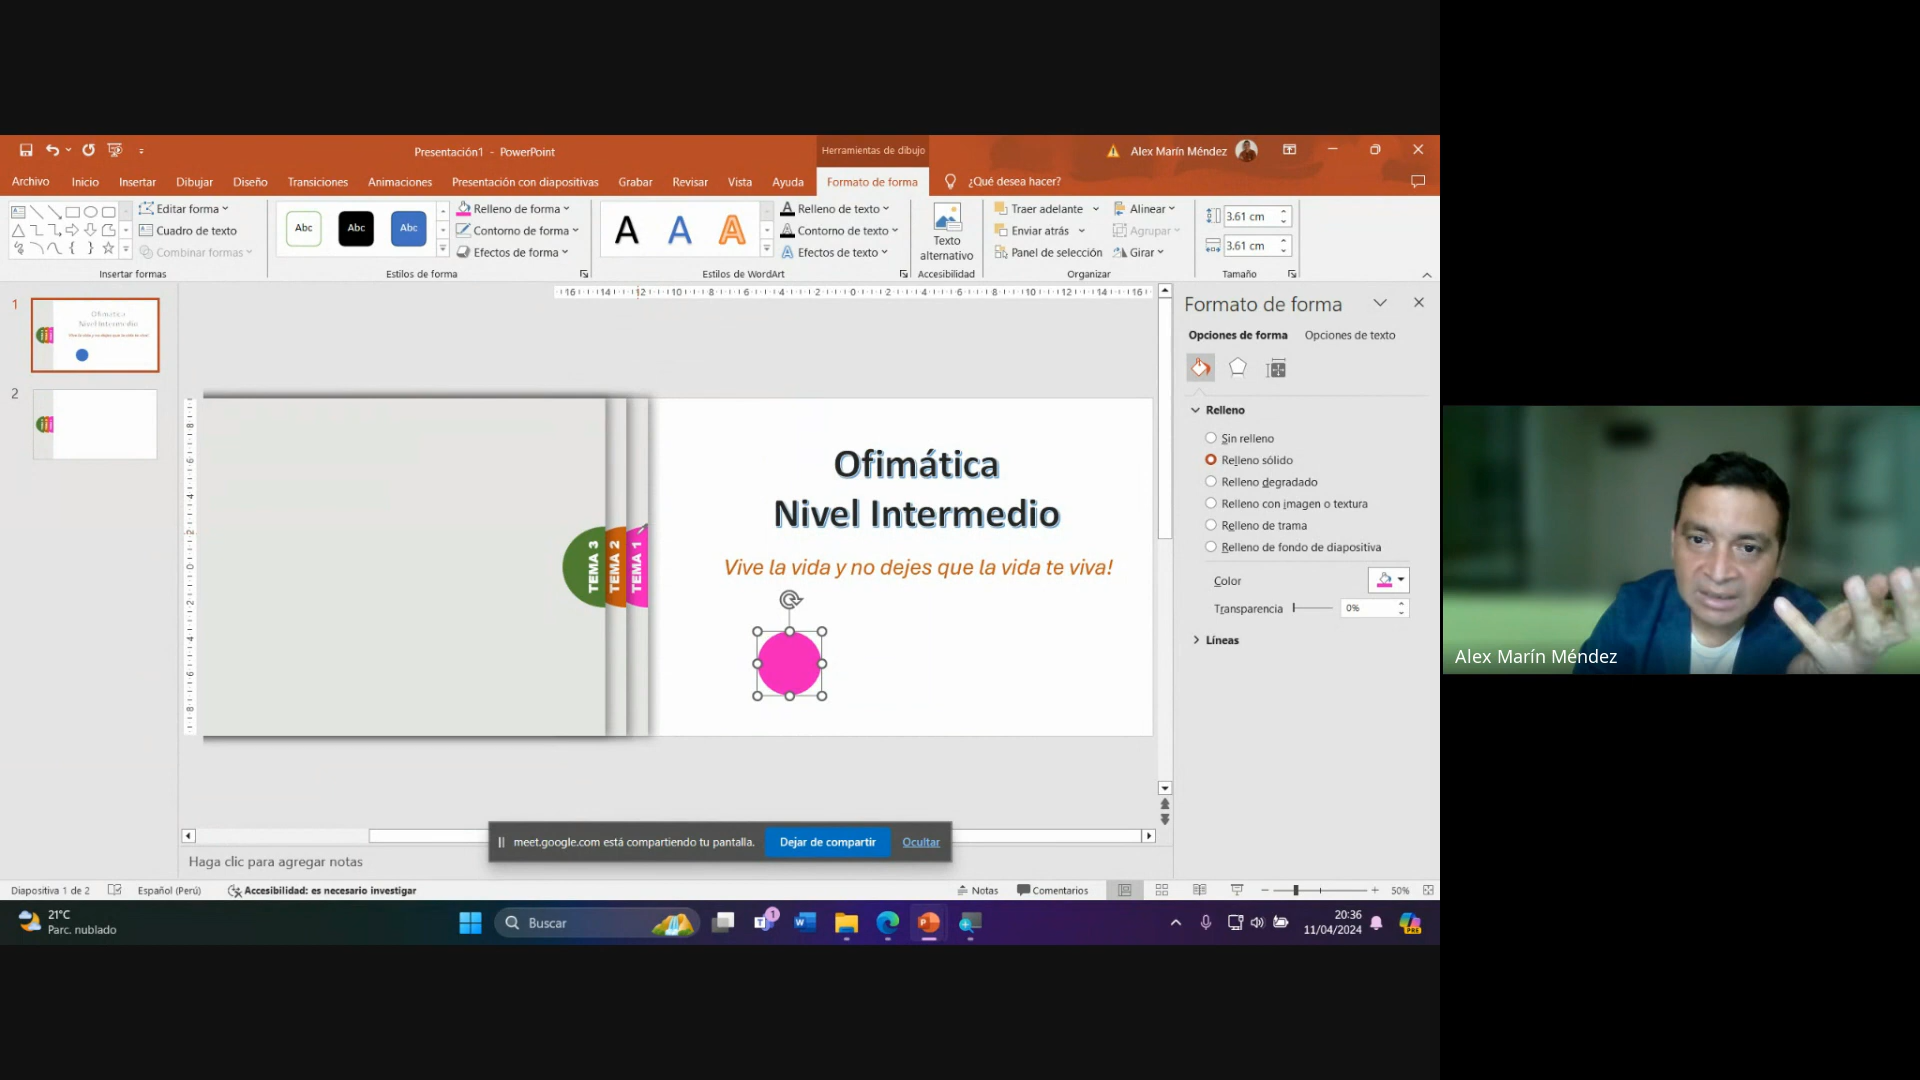 Presentación1 - PowerPoint
Herramientas de dibujo
Alex Marín Méndez
Archivo
Inicio
Insertar
Dibujar
Diseño
Transiciones
Animaciones
Presentación con diapositivas
Grabar
Revisar
Vista
Ayuda
Formato de forma
¿Qué desea hacer?
Editar forma
Cuadro de texto
Combinar formas
Insertar formas
Abc
Abc
Abc
Relleno de forma
Contorno de forma
Efectos de forma
Estilos de forma
A
A
A
Relleno de texto
Contorno de texto
Efectos de texto
Estilos de WordArt
Texto
alternativo
Accesibilidad
Traer adelante
Enviar atrás
Panel de selección
Alinear
Agrupar
Girar
Organizar
3.61 cm
3.61 cm
Tamaño
1
Ofimática
Nivel Intermedio
2
TEMA 3
TEMA 2
TEMA 1
Ofimática
Nivel Intermedio
Vive la vida y no dejes que la vida te viva!
Formato de forma
Opciones de forma
Opciones de texto
Relleno
Sin relleno
Relleno sólido
Relleno degradado
Relleno con imagen o textura
Relleno de trama
Relleno de fondo de diapositiva
Color
Transparencia
0%
Líneas
meet.google.com está compartiendo tu pantalla.
Dejar de compartir
Ocultar
Haga clic para agregar notas
Diapositiva 1 de 2
Español (Perú)
Accesibilidad: es necesario investigar
Notas
Comentarios
50%
21°C
Parc. nublado
Buscar
1
20:36
11/04/2024
Alex Marín Méndez